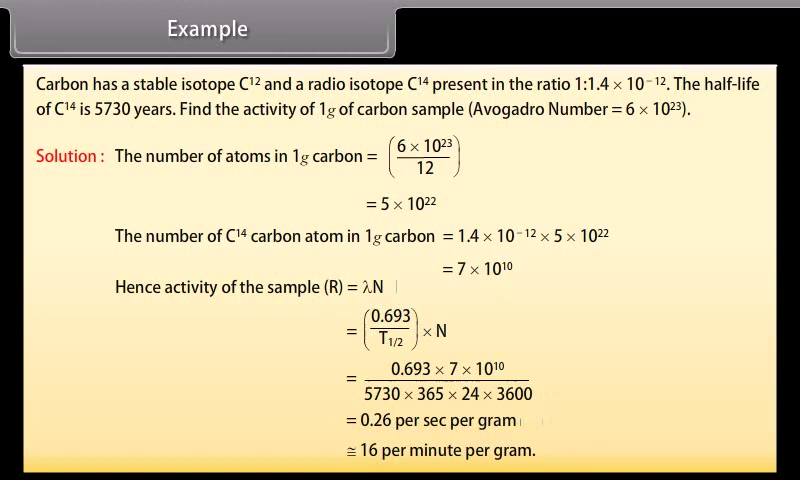 Example
Carbon has a stable isotope C¹² and a radio isotope C¹⁴ present in the ratio 1:1.4 × 10⁻¹². The half-life
of C¹⁴ is 5730 years. Find the activity of 1g of carbon sample (Avogadro Number = 6 × 10²³).
Solution : The number of atoms in 1g carbon = (6 × 10²³ / 12)
= 5 × 10²²
The number of C¹⁴ carbon atom in 1g carbon = 1.4 × 10⁻¹² × 5 × 10²²
= 7 × 10¹⁰
Hence activity of the sample (R) = λN
= (0.693 / T₁/₂) × N
= 0.693 × 7 × 10¹⁰ / 5730 × 365 × 24 × 3600
= 0.26 per sec per gram
≅ 16 per minute per gram.